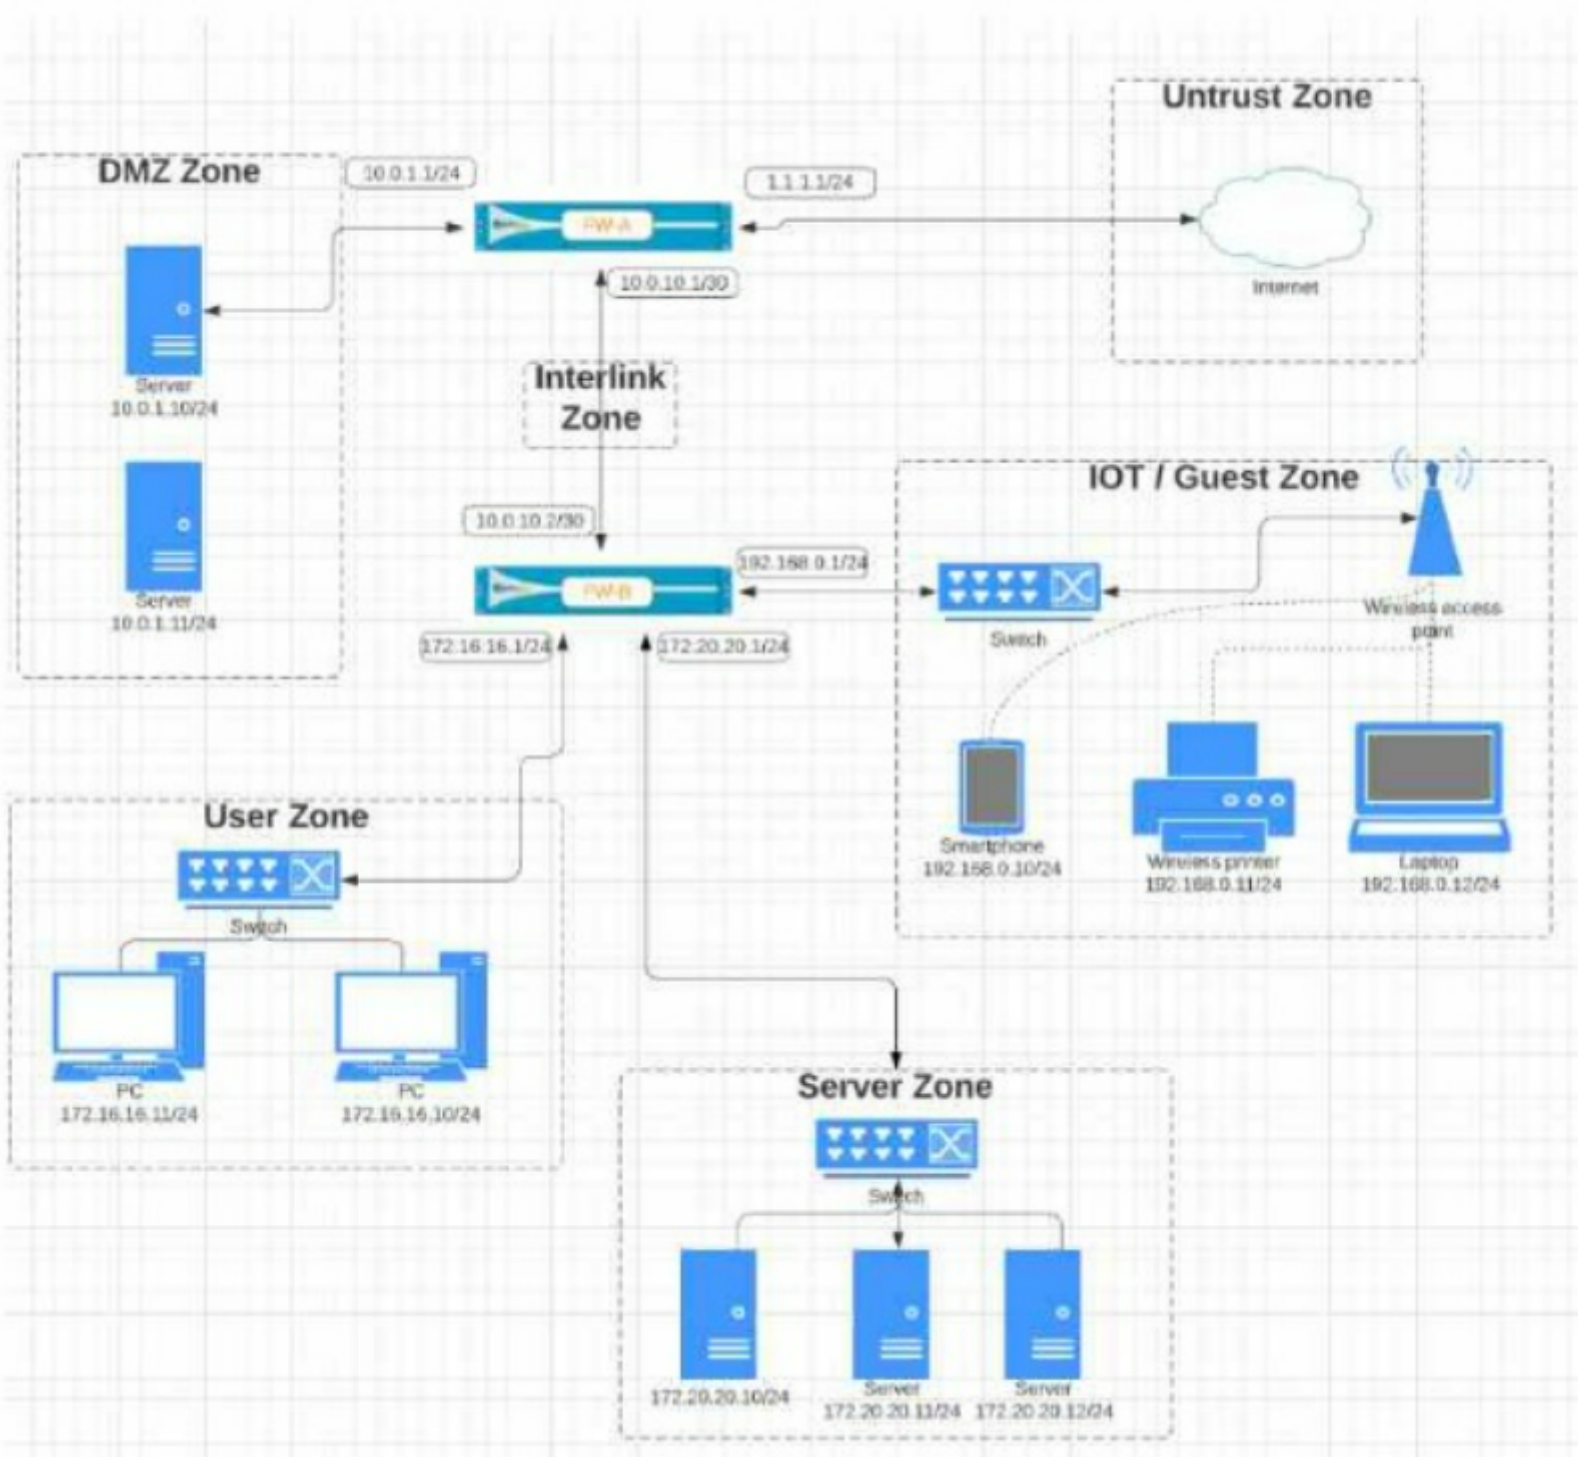 Untrust Zone
DMZ Zone
10.0.1.1/24
1.1.1.1/24
FW-A
10.0.10.1/30
Internet
Server
10.0.1.10/24
Interlink
Zone
IOT / Guest Zone
10.0.10.2/30
192.168.0.1/24
FW-B
Server
10.0.1.11/24
172.16.16.1/24
172.20.20.1/24
Switch
Wireless access
point
User Zone
Switch
Smartphone
192.168.0.10/24
Wireless printer
192.168.0.11/24
Laptop
192.168.0.12/24
PC
172.16.16.11/24
PC
172.16.16.10/24
Server Zone
Switch
172.20.20.10/24
Server
172.20.20.11/24
Server
172.20.20.12/24